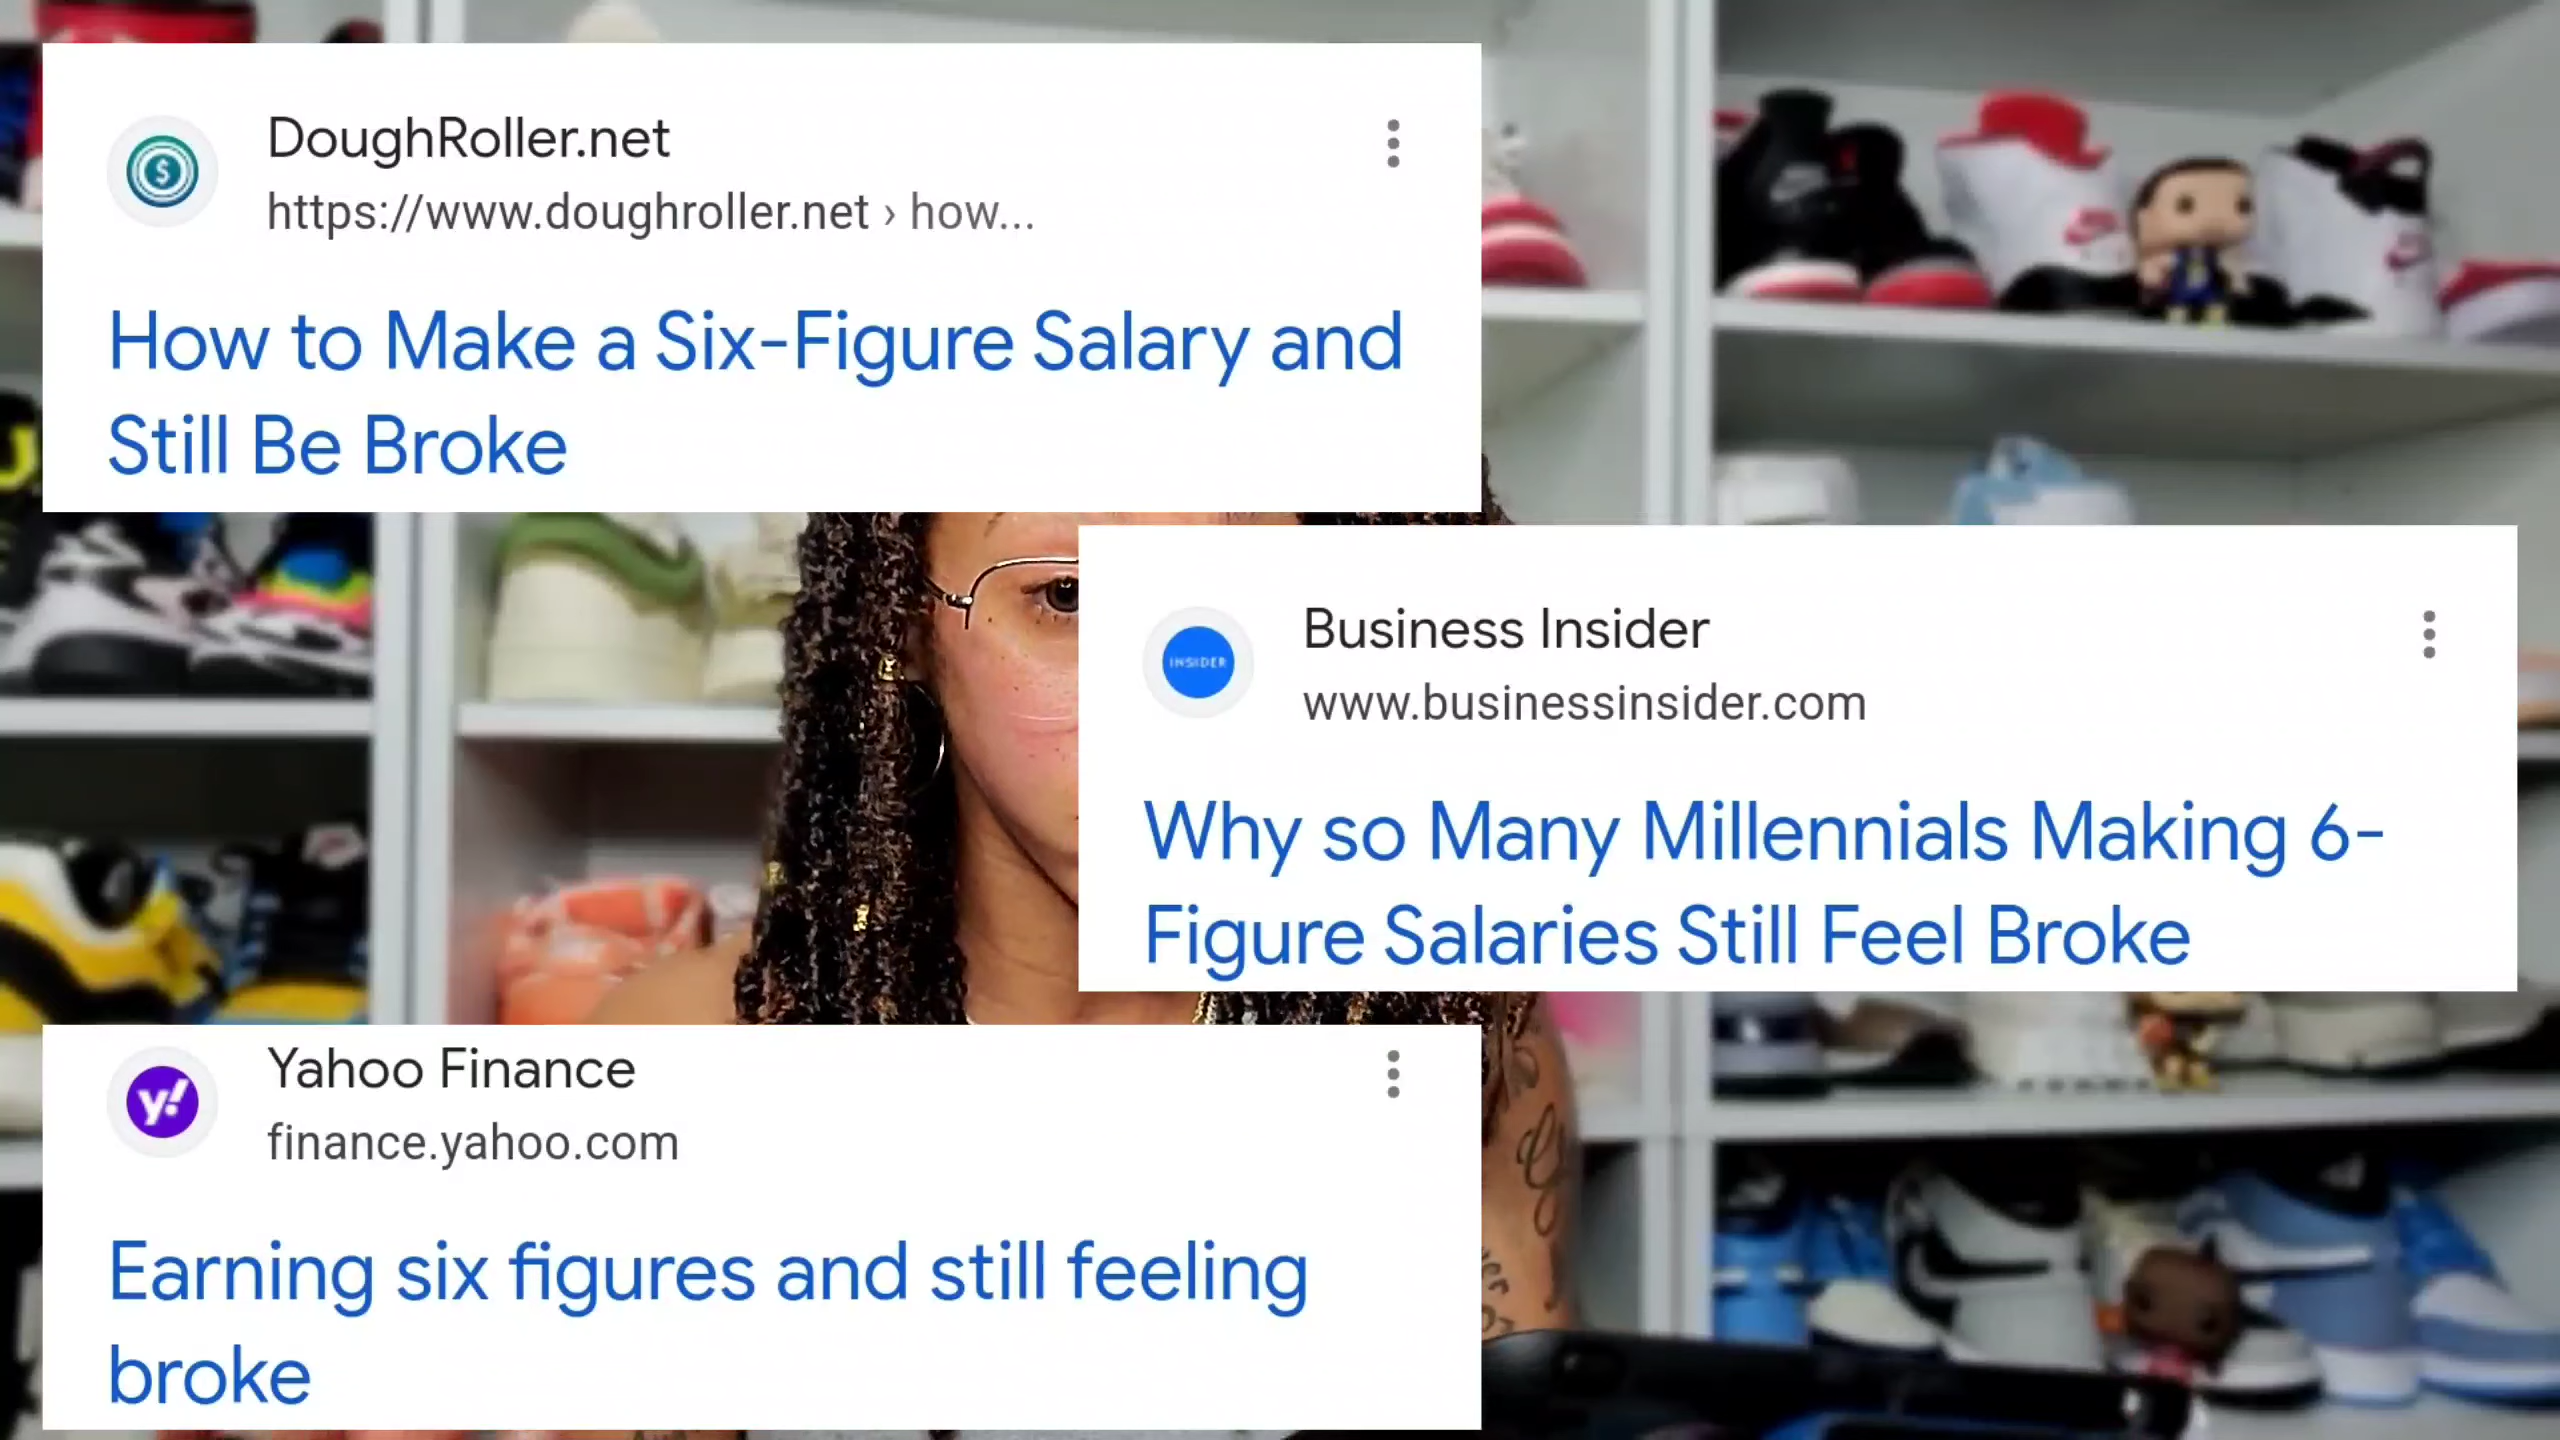 DoughRoller.net
https://www.doughroller.net › how...
How to Make a Six-Figure Salary and
Still Be Broke
INSIDER
Business Insider
www.businessinsider.com
Why so Many Millennials Making 6-
Figure Salaries Still Feel Broke
y!
Yahoo Finance
finance.yahoo.com
Earning six figures and still feeling
broke